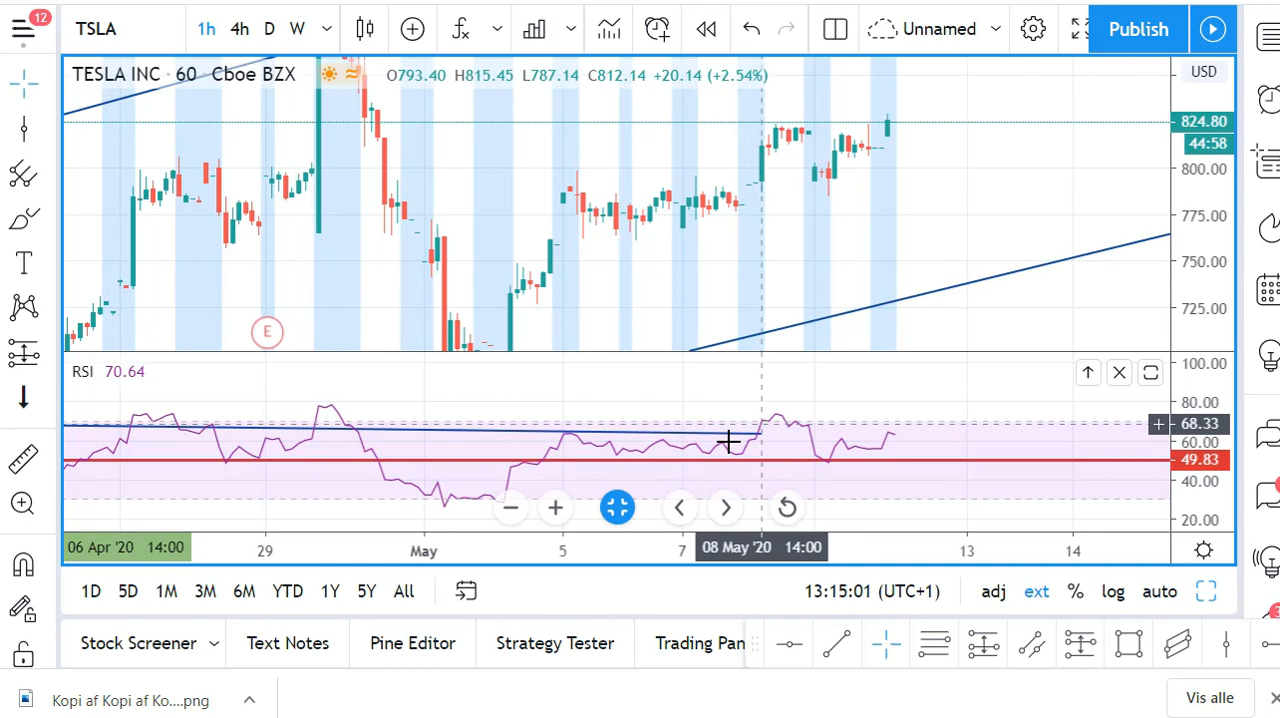 12
TSLA
1h 4h D W
Unnamed
Publish
TESLA INC · 60 · Cboe BZX
O793.40 H815.45 L787.14 C812.14 +20.14 (+2.54%)
USD
824.80
44:58
800.00
775.00
750.00
725.00
E
RSI 70.64
100.00
80.00
68.33
60.00
49.83
40.00
20.00
06 Apr '20 14:00
29
May
5
7
08 May '20 14:00
13
14
1D 5D 1M 3M 6M YTD 1Y 5Y All
13:15:01 (UTC+1)
adj ext % log auto
Stock Screener
Text Notes
Pine Editor
Strategy Tester
Trading Pan
Kopi af Kopi af Ko....png
Vis alle